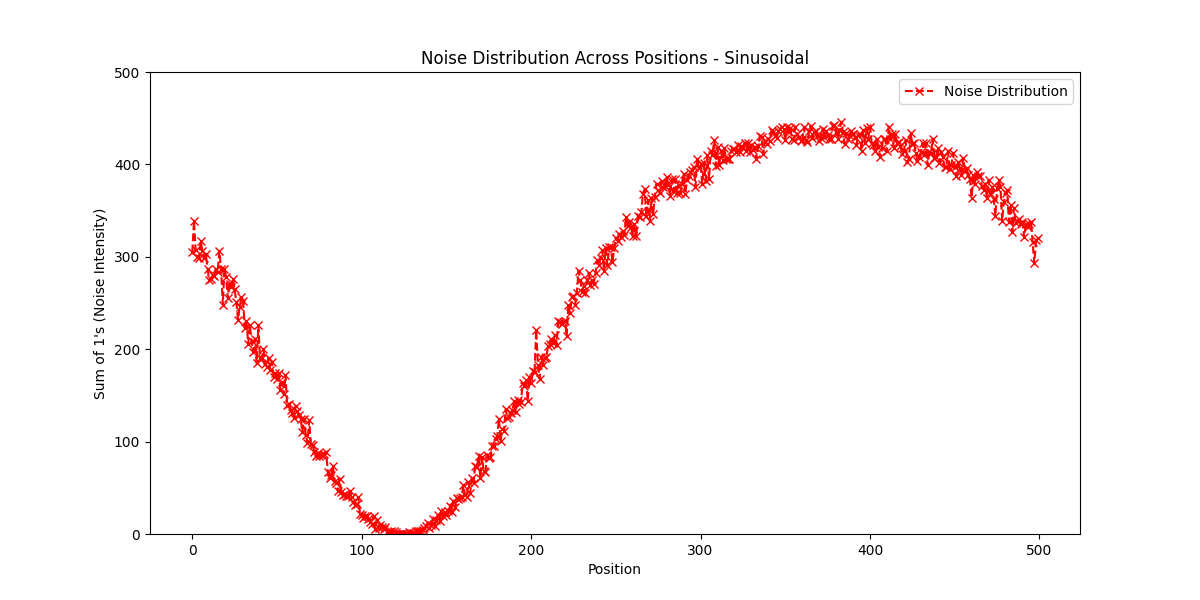 Noise Distribution Across Positions - Sinusoidal
500
Noise Distribution
400
300
200
100
0
Sum of 1's (Noise Intensity)
0 100 200 300 400 500
Position